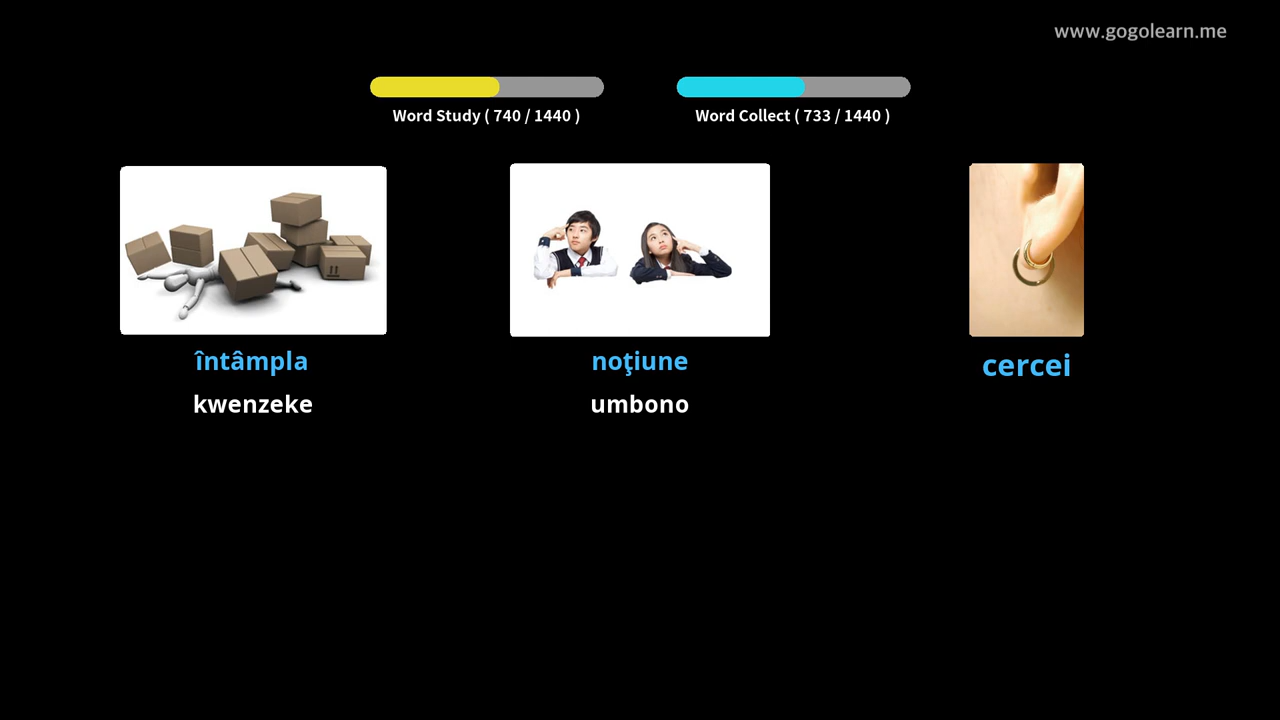 www.gogolearn.me
Word Study ( 740 / 1440 )
Word Collect ( 733 / 1440 )
întâmpla
noţiune
cercei
kwenzeke
umbono